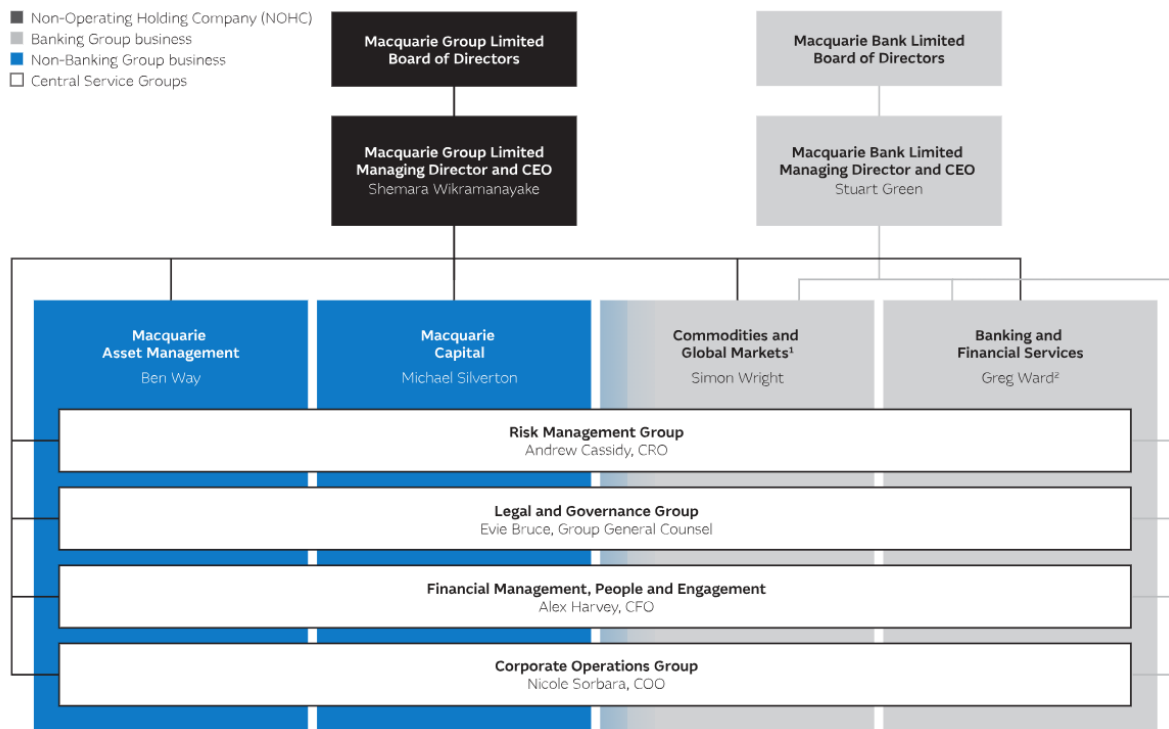 Non-Operating Holding Company (NOHC)
Banking Group business
Non-Banking Group business
Central Service Groups
Macquarie Group Limited
Board of Directors
Macquarie Bank Limited
Board of Directors
Macquarie Group Limited
Managing Director and CEO
Shemara Wikramanayake
Macquarie Bank Limited
Managing Director and CEO
Stuart Green
Macquarie
Asset Management
Ben Way
Macquarie
Capital
Michael Silverton
Commodities and
Global Markets¹
Simon Wright
Banking and
Financial Services
Greg Ward²
Risk Management Group
Andrew Cassidy, CRO
Legal and Governance Group
Evie Bruce, Group General Counsel
Financial Management, People and Engagement
Alex Harvey, CFO
Corporate Operations Group
Nicole Sorbara, COO